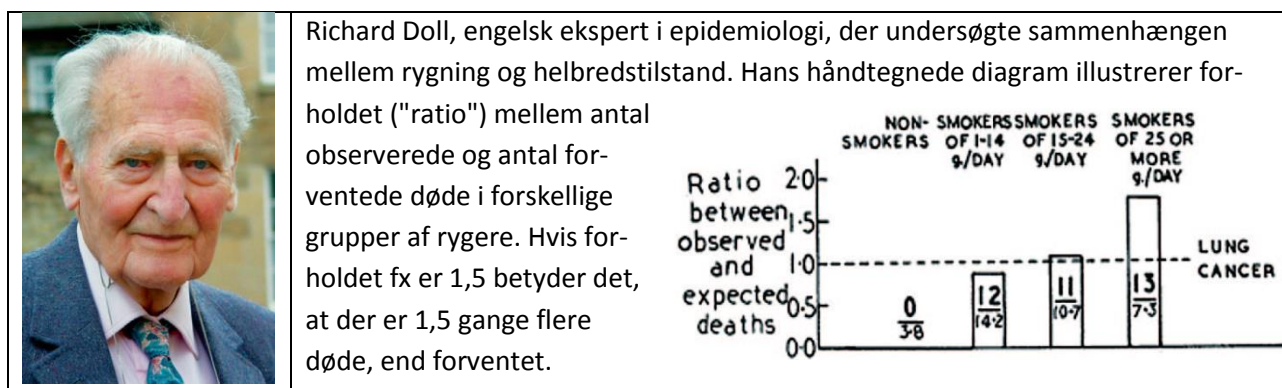 Richard Doll, engelsk ekspert i epidemiologi, der undersøgte sammenhængen
mellem rygning og helbredstilstand. Hans håndtegnede diagram illustrerer for-
holdet ("ratio") mellem antal
observerede og antal for-
ventede døde i forskellige
grupper af rygere. Hvis for-
holdet fx er 1,5 betyder det,
at der er 1,5 gange flere
døde, end forventet.
NON-
SMOKERS
SMOKERS
OF 1-14
g/DAY
SMOKERS
OF 15-24
g/DAY
SMOKERS
OF 25 OR
MORE
g./DAY
Ratio
between
observed
and
expected
deaths
2·0
1·5
1·0
0·5
0·0
0
3·8
12
14·2
11
10·7
13
7·3
LUNG
CANCER